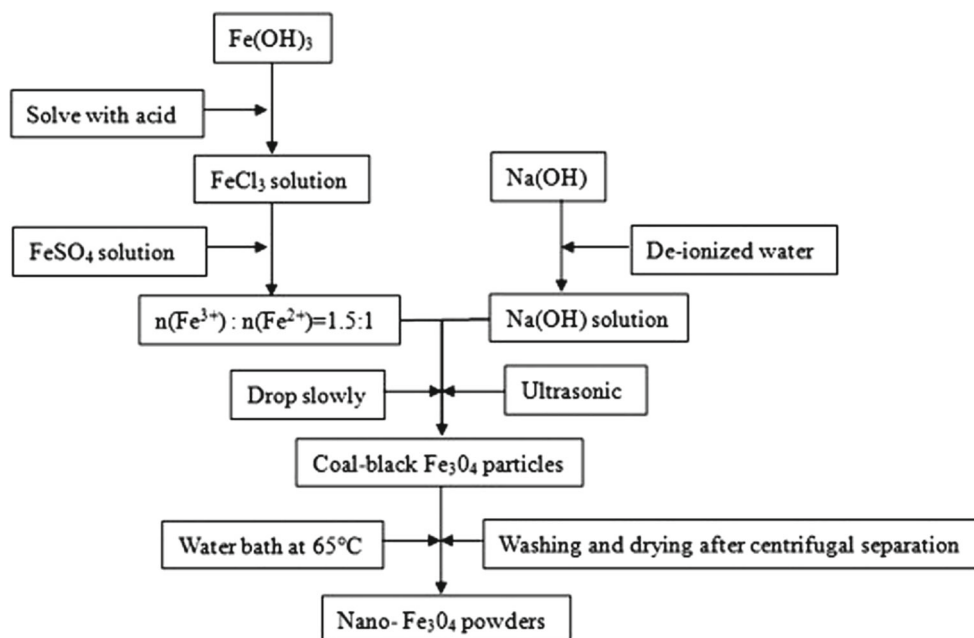 Fe(OH)₃
Solve with acid
FeCl₃ solution
Na(OH)
FeSO₄ solution
De-ionized water
n(Fe³⁺) : n(Fe²⁺)=1.5:1
Na(OH) solution
Drop slowly
Ultrasonic
Coal-black Fe₃0₄ particles
Water bath at 65°C
Washing and drying after centrifugal separation
Nano- Fe₃0₄ powders